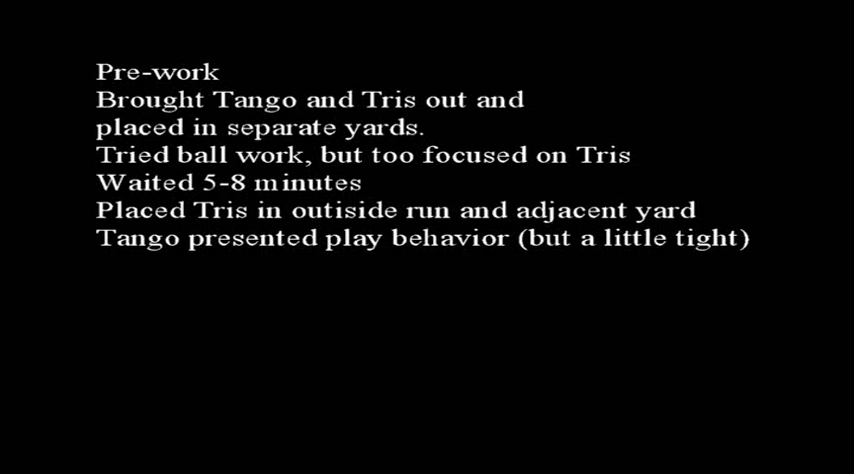 Pre-work
Brought Tango and Tris out and
placed in separate yards.
Tried ball work, but too focused on Tris
Waited 5-8 minutes
Placed Tris in outiside run and adjacent yard
Tango presented play behavior (but a little tight)